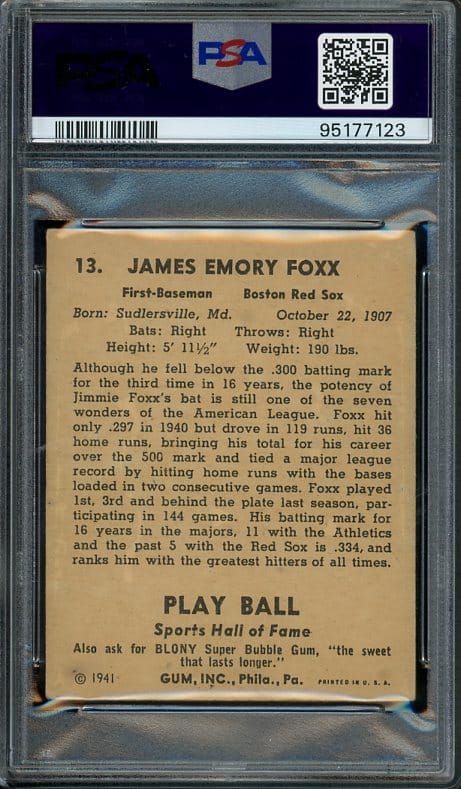 PSA
PSA
95177123
13. JAMES EMORY FOXX
First-Baseman Boston Red Sox
Born: Sudlersville, Md. October 22, 1907
Bats: Right Throws: Right
Height: 5' 11½" Weight: 190 lbs.
Although he fell below the .300 batting mark
for the third time in 16 years, the potency of
Jimmie Foxx's bat is still one of the seven
wonders of the American League. Foxx hit
only .297 in 1940 but drove in 119 runs, hit 36
home runs, bringing his total for his career
over the 500 mark and tied a major league
record by hitting home runs with the bases
loaded in two consecutive games. Foxx played
1st, 3rd and behind the plate last season, par-
ticipating in 144 games. His batting mark for
16 years in the majors, 11 with the Athletics
and the past 5 with the Red Sox is .334, and
ranks him with the greatest hitters of all times.
PLAY BALL
Sports Hall of Fame
Also ask for BLONY Super Bubble Gum, "the sweet
that lasts longer."
© 1941 GUM, INC., Phila., Pa. PRINTED IN U. S. A.